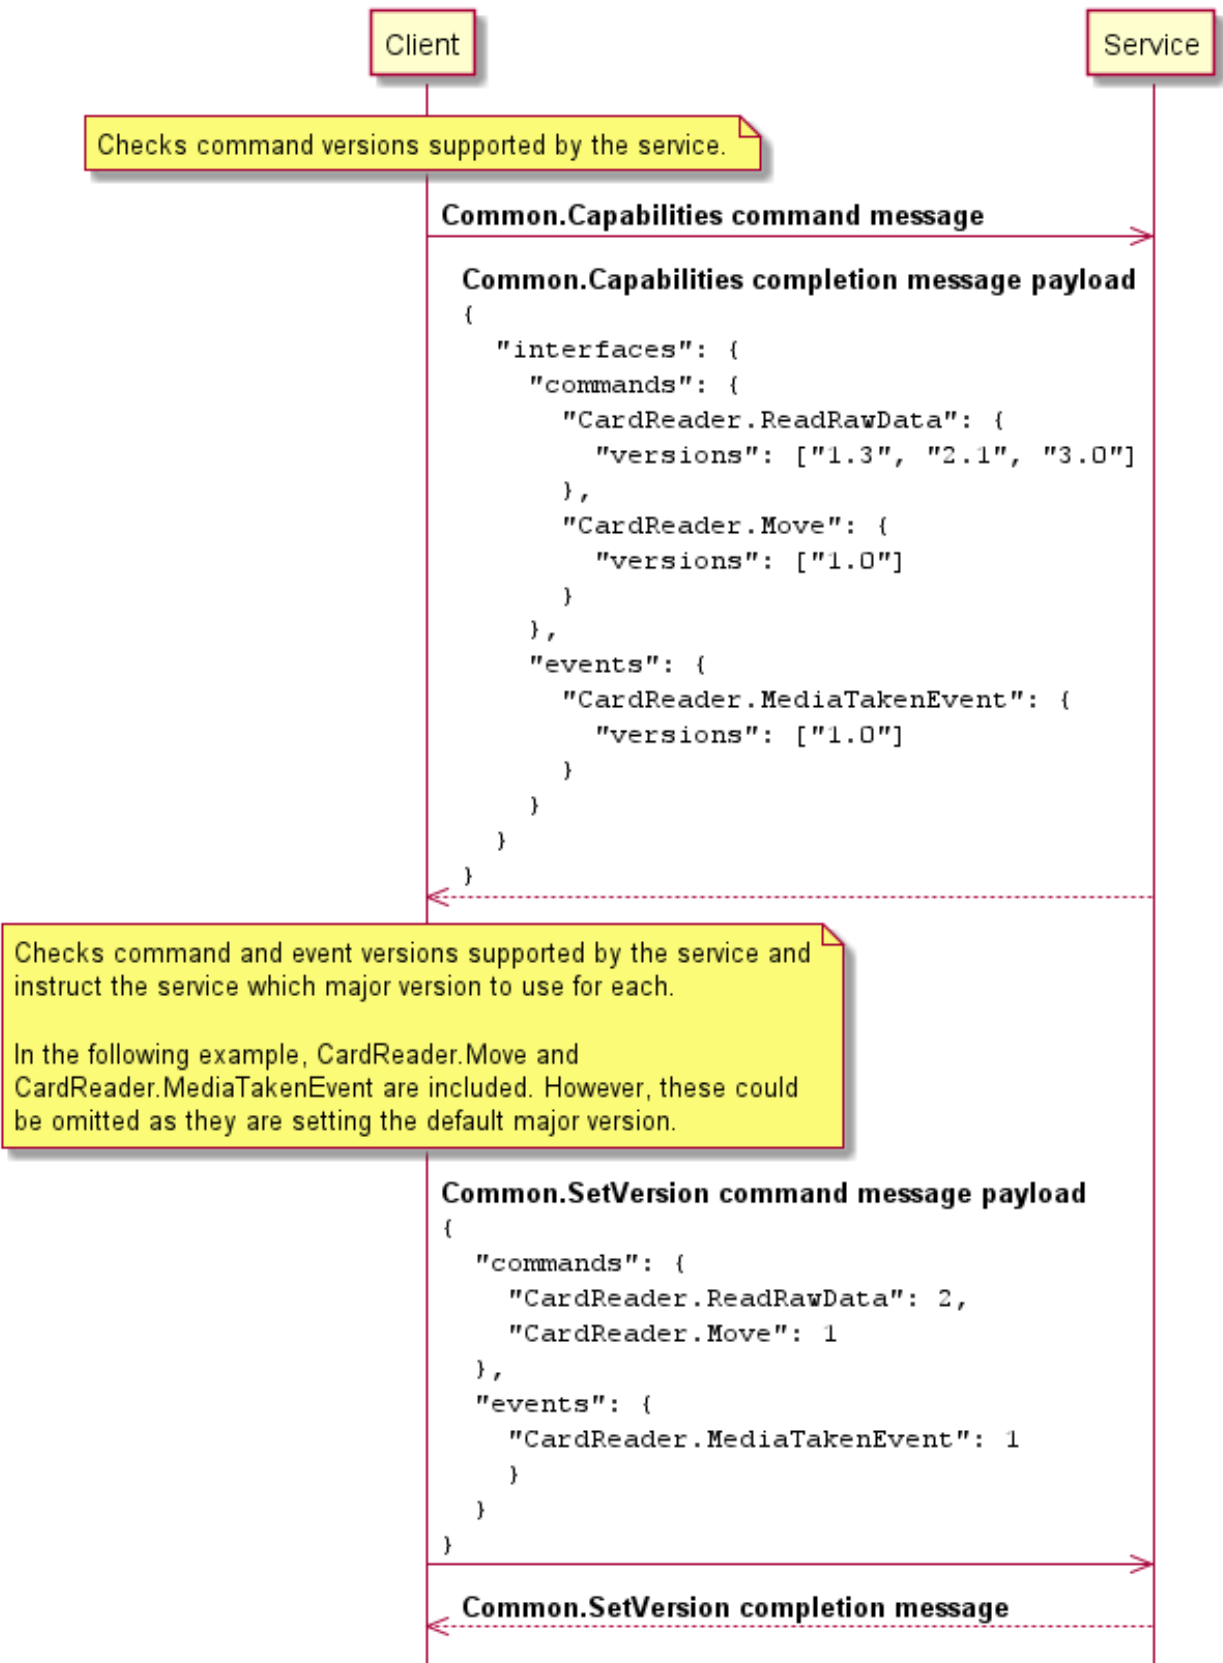 Client
Service
Checks command versions supported by the service.
Common.Capabilities command message
Common.Capabilities completion message payload
{
"interfaces": {
"commands": {
"CardReader.ReadRawData": {
"versions": ["1.3", "2.1", "3.0"]
},
"CardReader.Move": {
"versions": ["1.0"]
}
},
"events": {
"CardReader.MediaTakenEvent": {
"versions": ["1.0"]
}
}
}
}
Checks command and event versions supported by the service and
instruct the service which major version to use for each.
In the following example, CardReader.Move and
CardReader.MediaTakenEvent are included. However, these could
be omitted as they are setting the default major version.
Common.SetVersion command message payload
{
"commands": {
"CardReader.ReadRawData": 2,
"CardReader.Move": 1
},
"events": {
"CardReader.MediaTakenEvent": 1
}
}
}
Common.SetVersion completion message